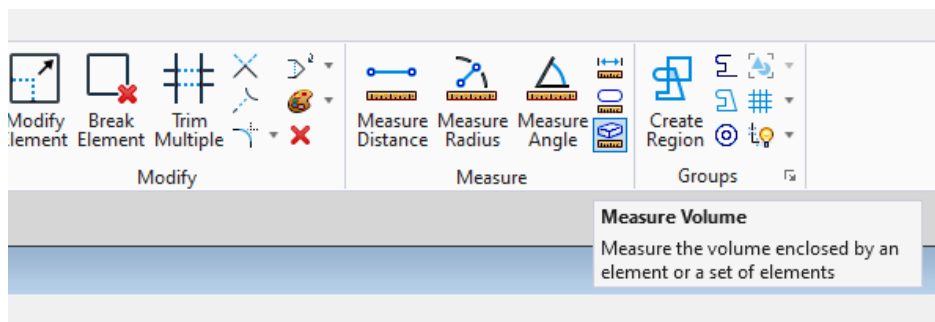 Modify
Element
Break
Element
Trim
Multiple
Modify
Measure
Distance
Measure
Radius
Measure
Angle
Measure
Create
Region
Groups
Measure Volume
Measure the volume enclosed by an
element or a set of elements